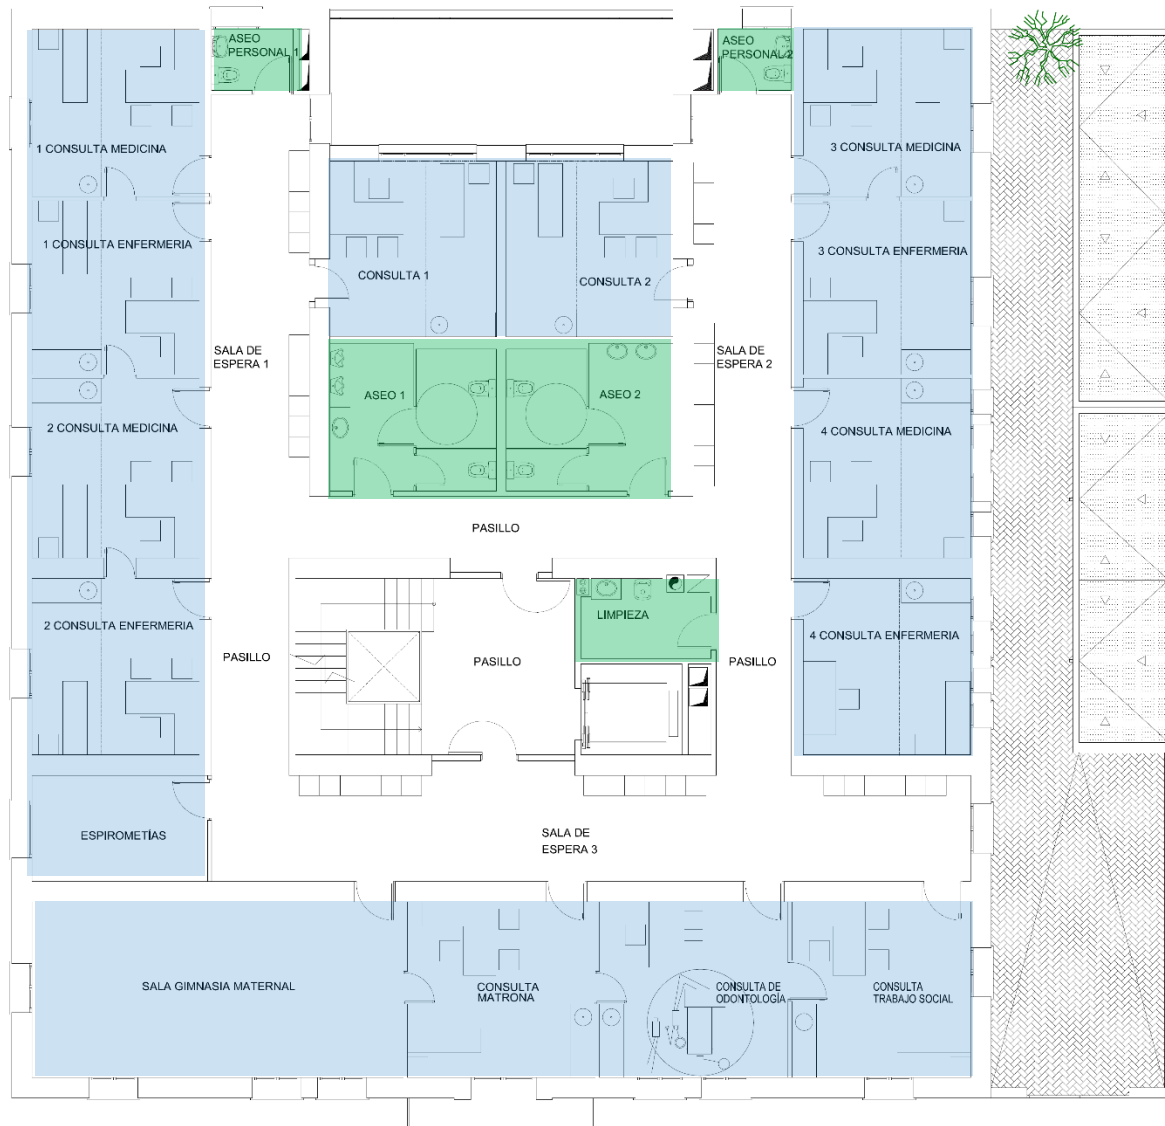 ASEO
PERSONAL 1
ASEO
PERSONAL 2
1 CONSULTA MEDICINA
3 CONSULTA MEDICINA
1 CONSULTA ENFERMERIA
3 CONSULTA ENFERMERIA
CONSULTA 1
CONSULTA 2
SALA DE
ESPERA 1
SALA DE
ESPERA 2
ASEO 1
ASEO 2
2 CONSULTA MEDICINA
4 CONSULTA MEDICINA
PASILLO
LIMPIEZA
2 CONSULTA ENFERMERIA
4 CONSULTA ENFERMERIA
PASILLO
PASILLO
PASILLO
ESPIROMETÍAS
SALA DE
ESPERA 3
SALA GIMNASIA MATERNAL
CONSULTA
MATRONA
CONSULTA DE
ODONTOLOGÍA
CONSULTA
TRABAJO SOCIAL